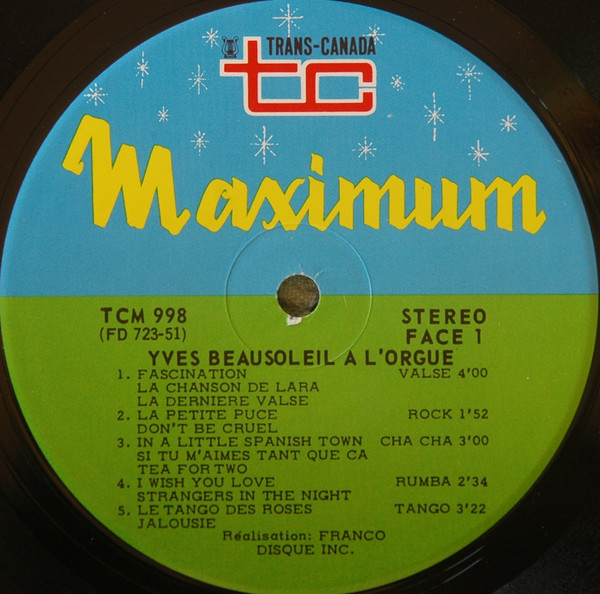 TRANS-CANADA
tc
Maximum
TCM 998 STEREO
(FD 723-51) FACE 1
YVES BEAUSOLEIL A L'ORGUE
1. FASCINATION VALSE 4'00
LA CHANSON DE LARA
LA DERNIERE VALSE
2. LA PETITE PUCE ROCK 1'52
DON'T BE CRUEL
3. IN A LITTLE SPANISH TOWN CHA CHA 3'00
SI TU M'AIMES TANT QUE CA
TEA FOR TWO
4. I WISH YOU LOVE RUMBA 2'34
STRANGERS IN THE NIGHT
5. LE TANGO DES ROSES TANGO 3'22
JALOUSIE
Réalisation: FRANCO
DISQUE INC.